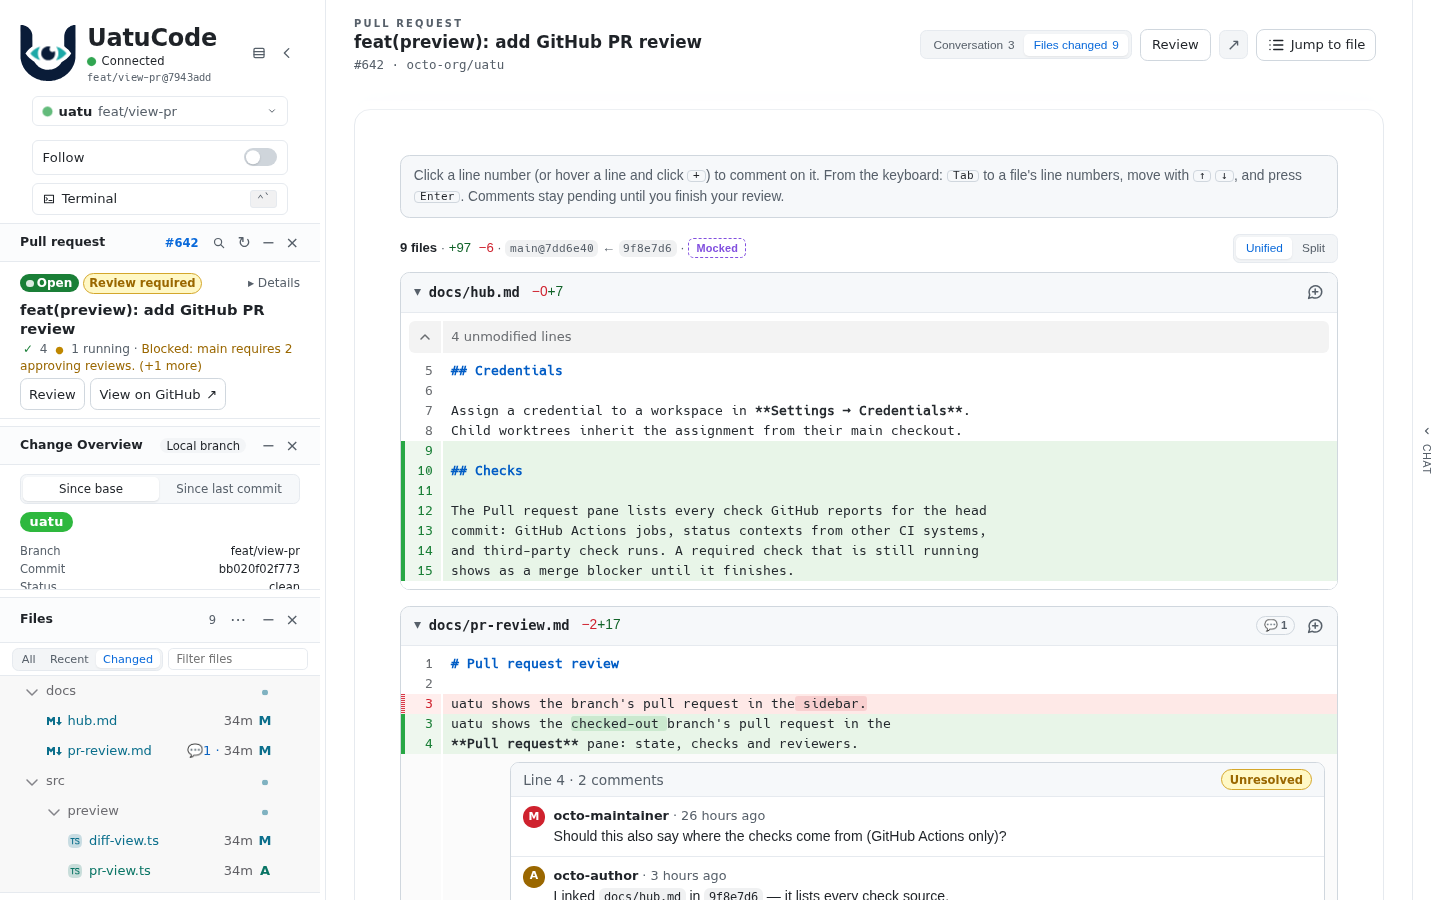 UatuCode
Connected
feat/view-pr@7943add
uatu feat/view-pr
Follow
Terminal ⌃`
Pull request #642
Open Review required ▸ Details
feat(preview): add GitHub PR
review
✓ 4 ● 1 running · Blocked: main requires 2
approving reviews. (+1 more)
Review View on GitHub ↗
Change Overview Local branch
Since base Since last commit
uatu
Branch feat/view-pr
Commit bb020f02f773
Status clean
Files 9 ···
All Recent Changed Filter files
docs
M↓ hub.md 34m M
M↓ pr-review.md 💬1 · 34m M
src
preview
TS diff-view.ts 34m M
TS pr-view.ts 34m A
PULL REQUEST
feat(preview): add GitHub PR review
#642 · octo-org/uatu
Conversation 3 Files changed 9 Review ↗ Jump to file
Click a line number (or hover a line and click +) to comment on it. From the keyboard: Tab to a file's line numbers, move with ↑ ↓, and press
Enter. Comments stay pending until you finish your review.
9 files · +97 −6 · main@7dd6e40 ← 9f8e7d6 · Mocked
Unified Split
▼ docs/hub.md −0+7
4 unmodified lines
5 ## Credentials
6
7 Assign a credential to a workspace in **Settings → Credentials**.
8 Child worktrees inherit the assignment from their main checkout.
9
10 ## Checks
11
12 The Pull request pane lists every check GitHub reports for the head
13 commit: GitHub Actions jobs, status contexts from other CI systems,
14 and third-party check runs. A required check that is still running
15 shows as a merge blocker until it finishes.
▼ docs/pr-review.md −2+17 💬 1
1 # Pull request review
2
3 uatu shows the branch's pull request in the sidebar.
3 uatu shows the checked-out branch's pull request in the
4 **Pull request** pane: state, checks and reviewers.
Line 4 · 2 comments Unresolved
M octo-maintainer · 26 hours ago
Should this also say where the checks come from (GitHub Actions only)?
A octo-author · 3 hours ago
Linked docs/hub.md in 9f8e7d6 — it lists every check source.
CHAT